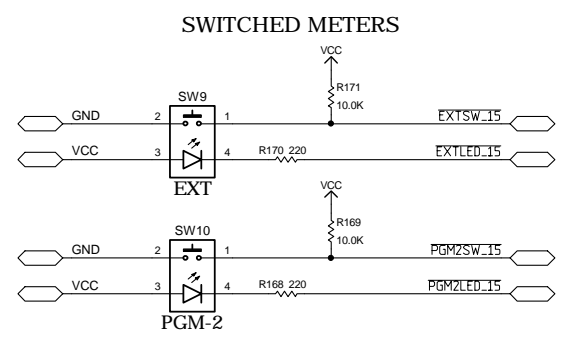 SWITCHED METERS
VCC
R171
10.0K
SW9
GND 2 1 EXTSW_15
VCC 3 4 R170 220 EXTLED_15
EXT
VCC
R169
10.0K
SW10
GND 2 1 PGM2SW_15
VCC 3 4 R168 220 PGM2LED_15
PGM-2